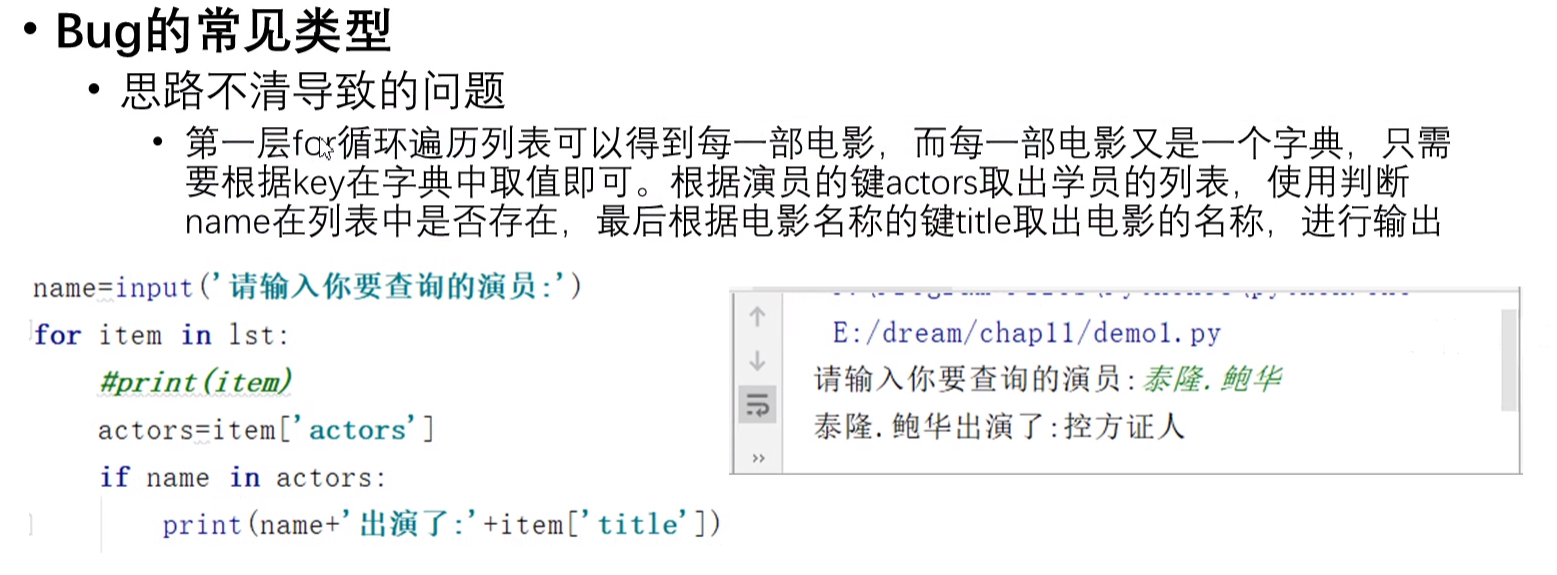 • Bug的常见类型
• 思路不清导致的问题
• 第一层for循环遍历列表可以得到每一部电影，而每一部电影又是一个字典，只需
要根据key在字典中取值即可。根据演员的键actors取出学员的列表，使用判断
name在列表中是否存在，最后根据电影名称的键title取出电影的名称，进行输出
name=input('请输入你要查询的演员:')
for item in lst:
#print(item)
actors=item['actors']
if name in actors:
print(name+'出演了:'+item['title'])
E:/dream/chap11/demo1.py
请输入你要查询的演员:泰隆.鲍华
泰隆.鲍华出演了:控方证人